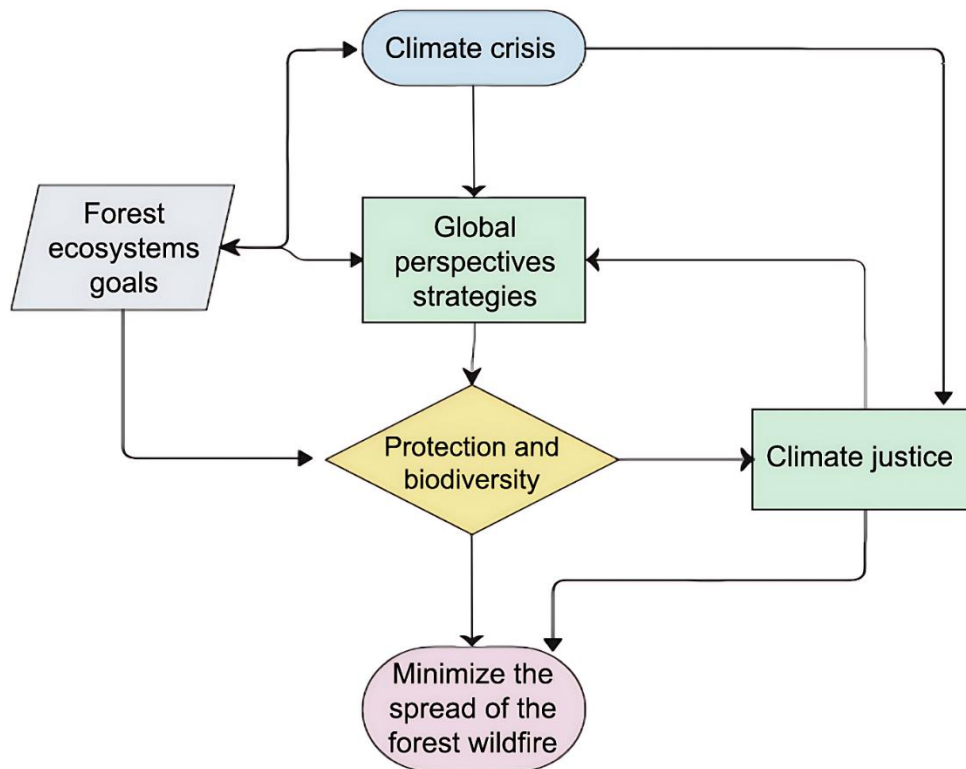 Climate crisis
Forest
ecosystems
goals
Global
perspectives
strategies
Protection and
biodiversity
Climate justice
Minimize the
spread of the
forest wildfire